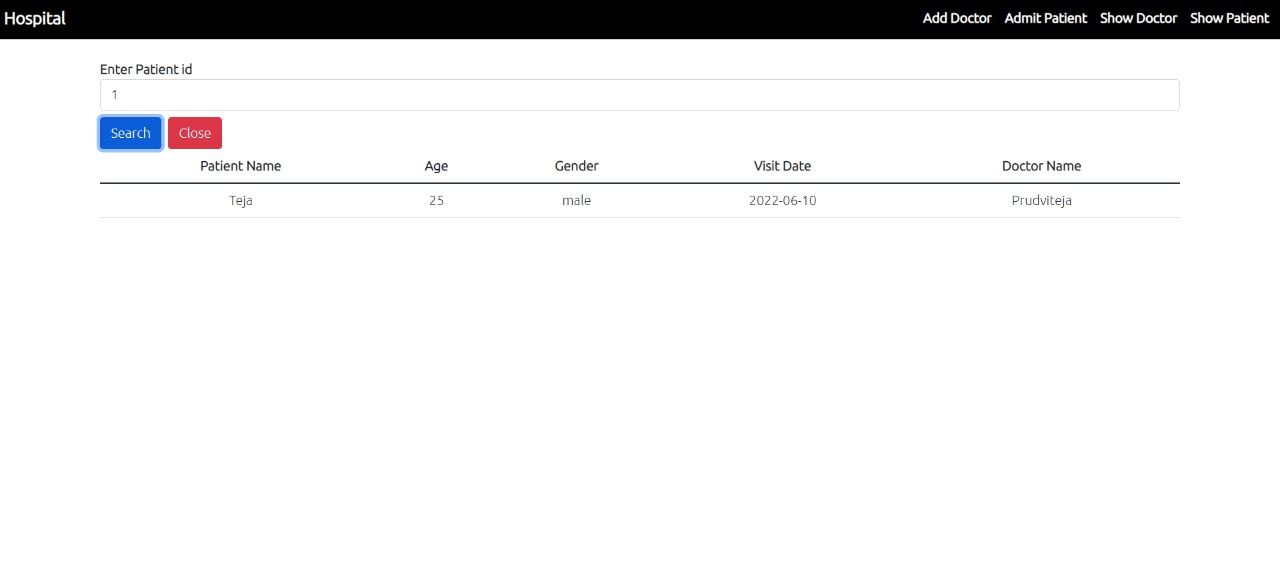 Hospital Add Doctor Admit Patient Show Doctor Show Patient
Enter Patient id
1
Search Close
Patient Name Age Gender Visit Date Doctor Name
Teja 25 male 2022-06-10 Prudviteja